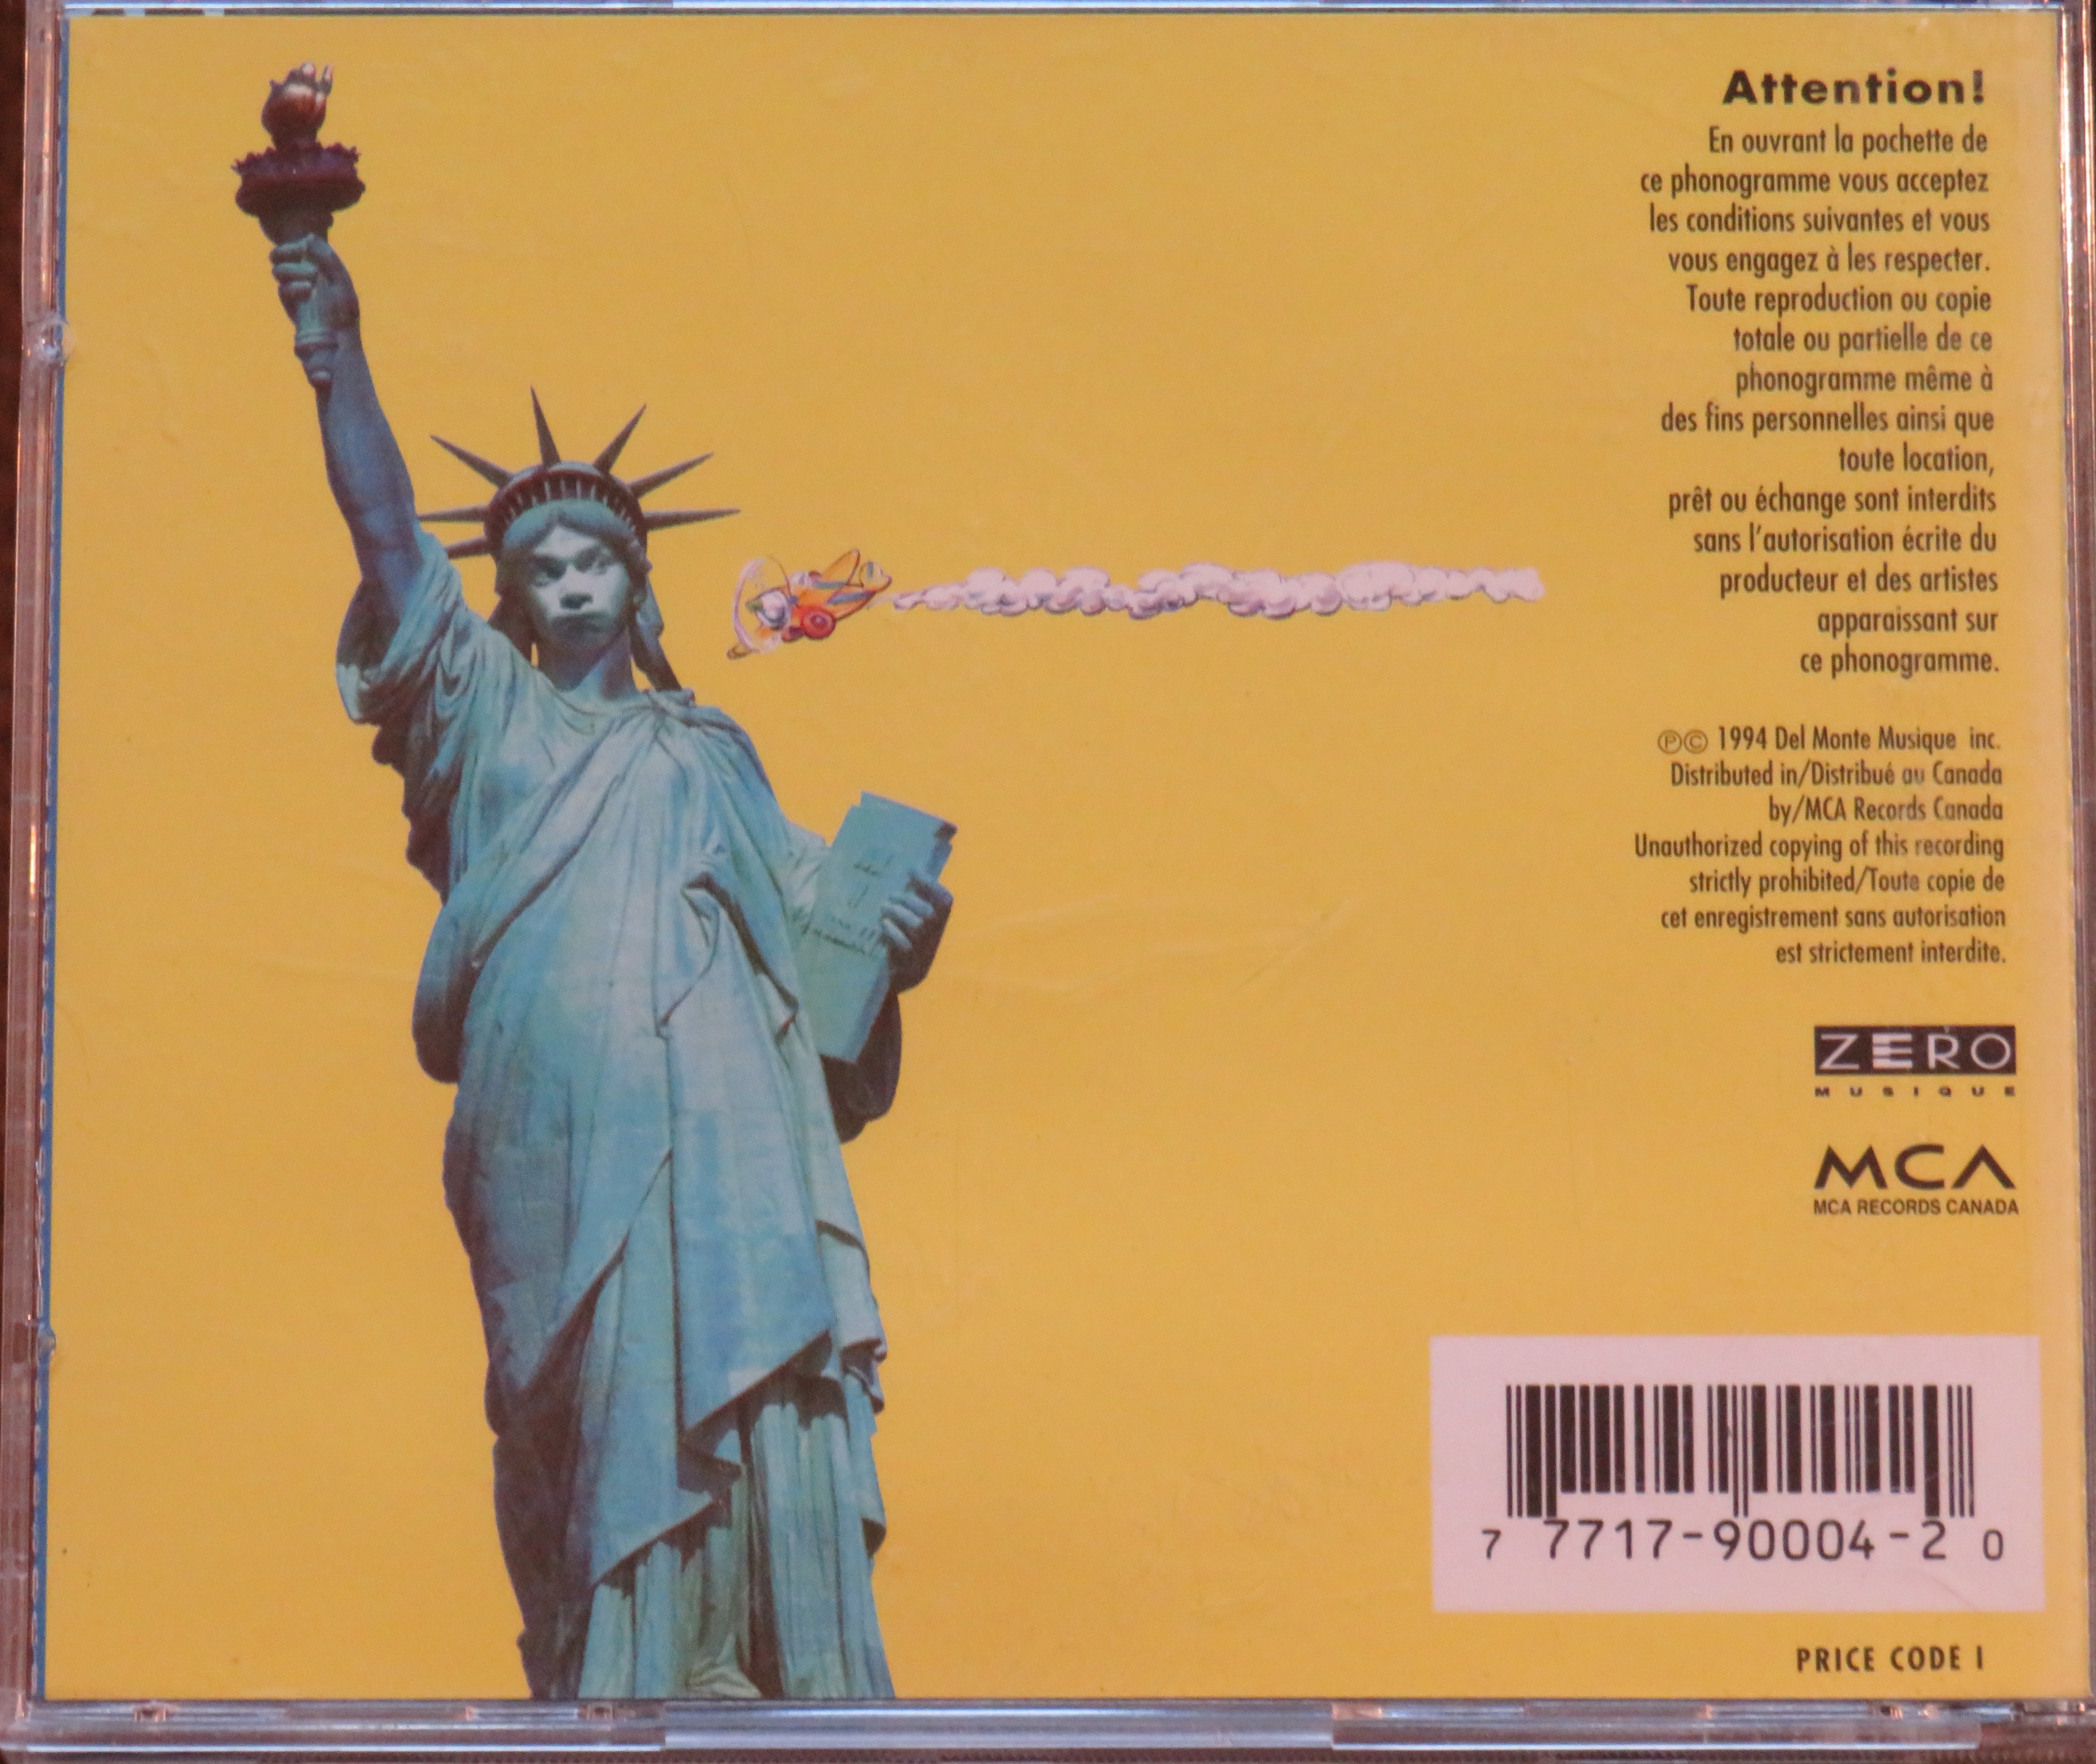 Attention!
En ouvrant la pochette de
ce phonogramme vous acceptez
les conditions suivantes et vous
vous engagez à les respecter.
Toute reproduction ou copie
totale ou partielle de ce
phonogramme même à
des fins personnelles ainsi que
toute location,
prêt ou échange sont interdits
sans l'autorisation écrite du
producteur et des artistes
apparaissant sur
ce phonogramme.
℗© 1994 Del Monte Musique inc.
Distributed in/Distribué au Canada
by/MCA Records Canada
Unauthorized copying of this recording
strictly prohibited/Toute copie de
cet enregistrement sans autorisation
est strictement interdite.
ZERO
MUSIQUE
MCA
MCA RECORDS CANADA
7 7717-90004-2 0
PRICE CODE I